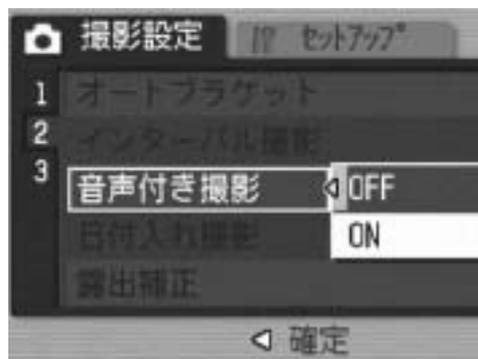 撮影設定 セットアップ
1 オートブラケット
2 インターバル撮影
3 音声付き撮影 OFF
日付入れ撮影 ON
露出補正
確定